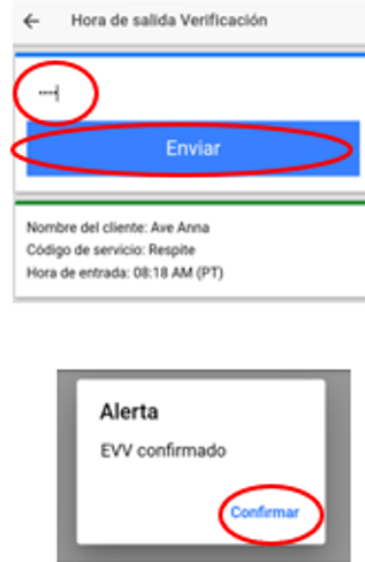 ← Hora de salida Verificación
····
Enviar
Nombre del cliente: Ave Anna
Código de servicio: Respite
Hora de entrada: 08:18 AM (PT)
Alerta
EVV confirmado
Confirmar